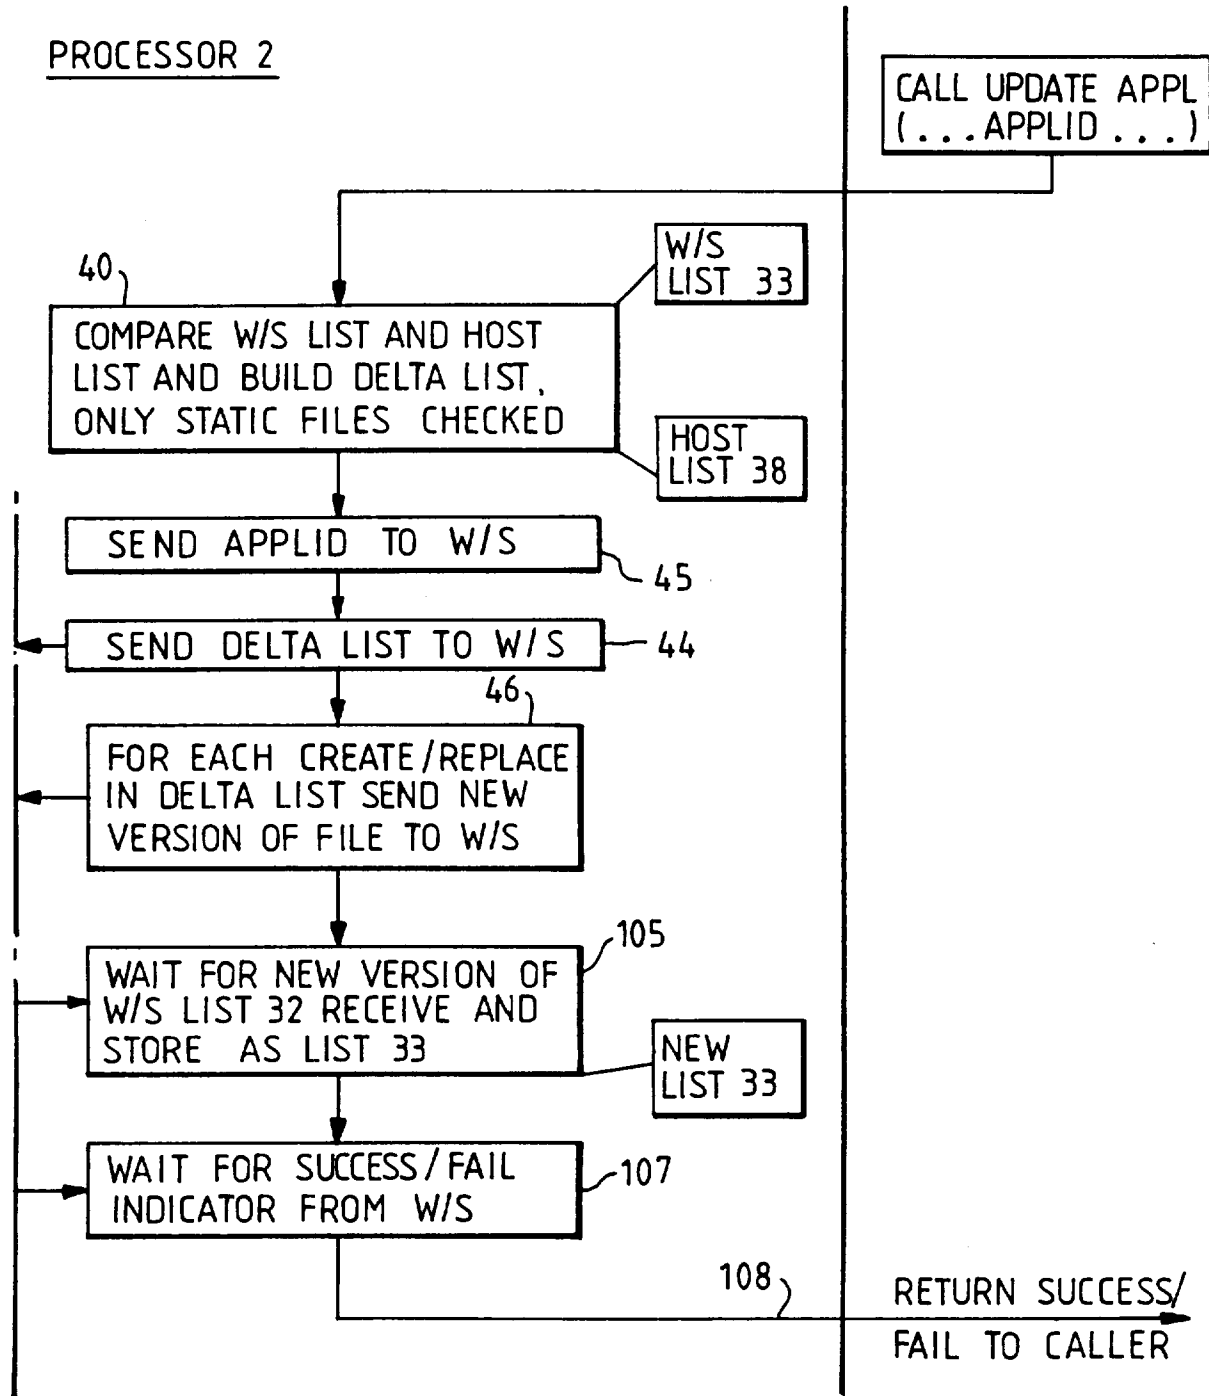 PROCESSOR 2
CALL UPDATE APPL
(...APPLID...)
W/S
LIST 33
40
COMPARE W/S LIST AND HOST
LIST AND BUILD DELTA LIST,
ONLY STATIC FILES CHECKED
HOST
LIST 38
SEND APPLID TO W/S
45
SEND DELTA LIST TO W/S
44
46
FOR EACH CREATE/REPLACE
IN DELTA LIST SEND NEW
VERSION OF FILE TO W/S
105
WAIT FOR NEW VERSION OF
W/S LIST 32 RECEIVE AND
STORE AS LIST 33
NEW
LIST 33
WAIT FOR SUCCESS/FAIL
INDICATOR FROM W/S
107
108
RETURN SUCCESS/
FAIL TO CALLER